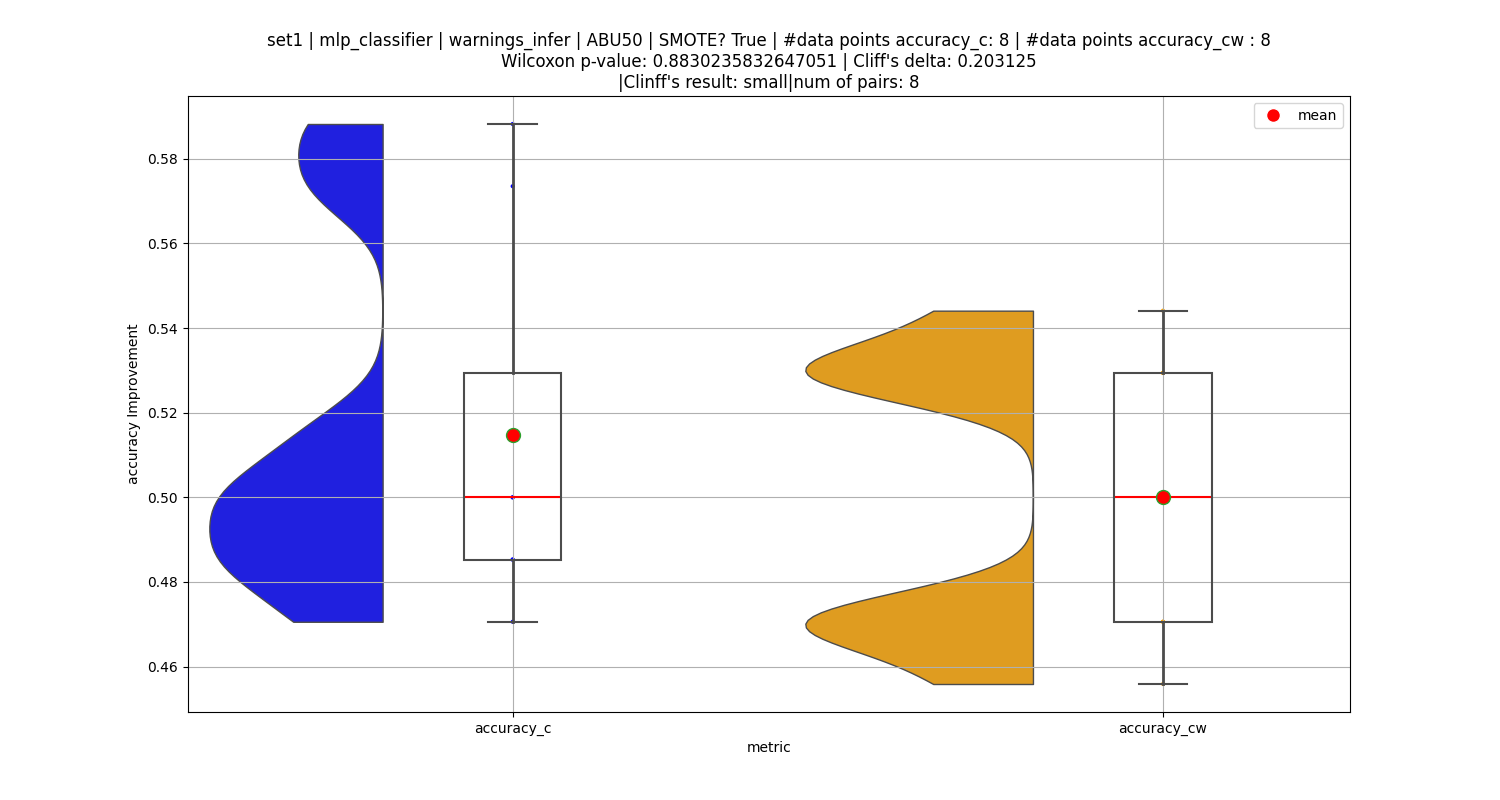 set1 | mlp_classifier | warnings_infer | ABU50 | SMOTE? True | #data points accuracy_c: 8 | #data points accuracy_cw : 8
Wilcoxon p-value: 0.8830235832647051 | Cliff's delta: 0.203125
|Clinff's result: small|num of pairs: 8
mean
0.58
0.56
0.54
0.52
0.50
0.48
0.46
accuracy Improvement
accuracy_c
accuracy_cw
metric